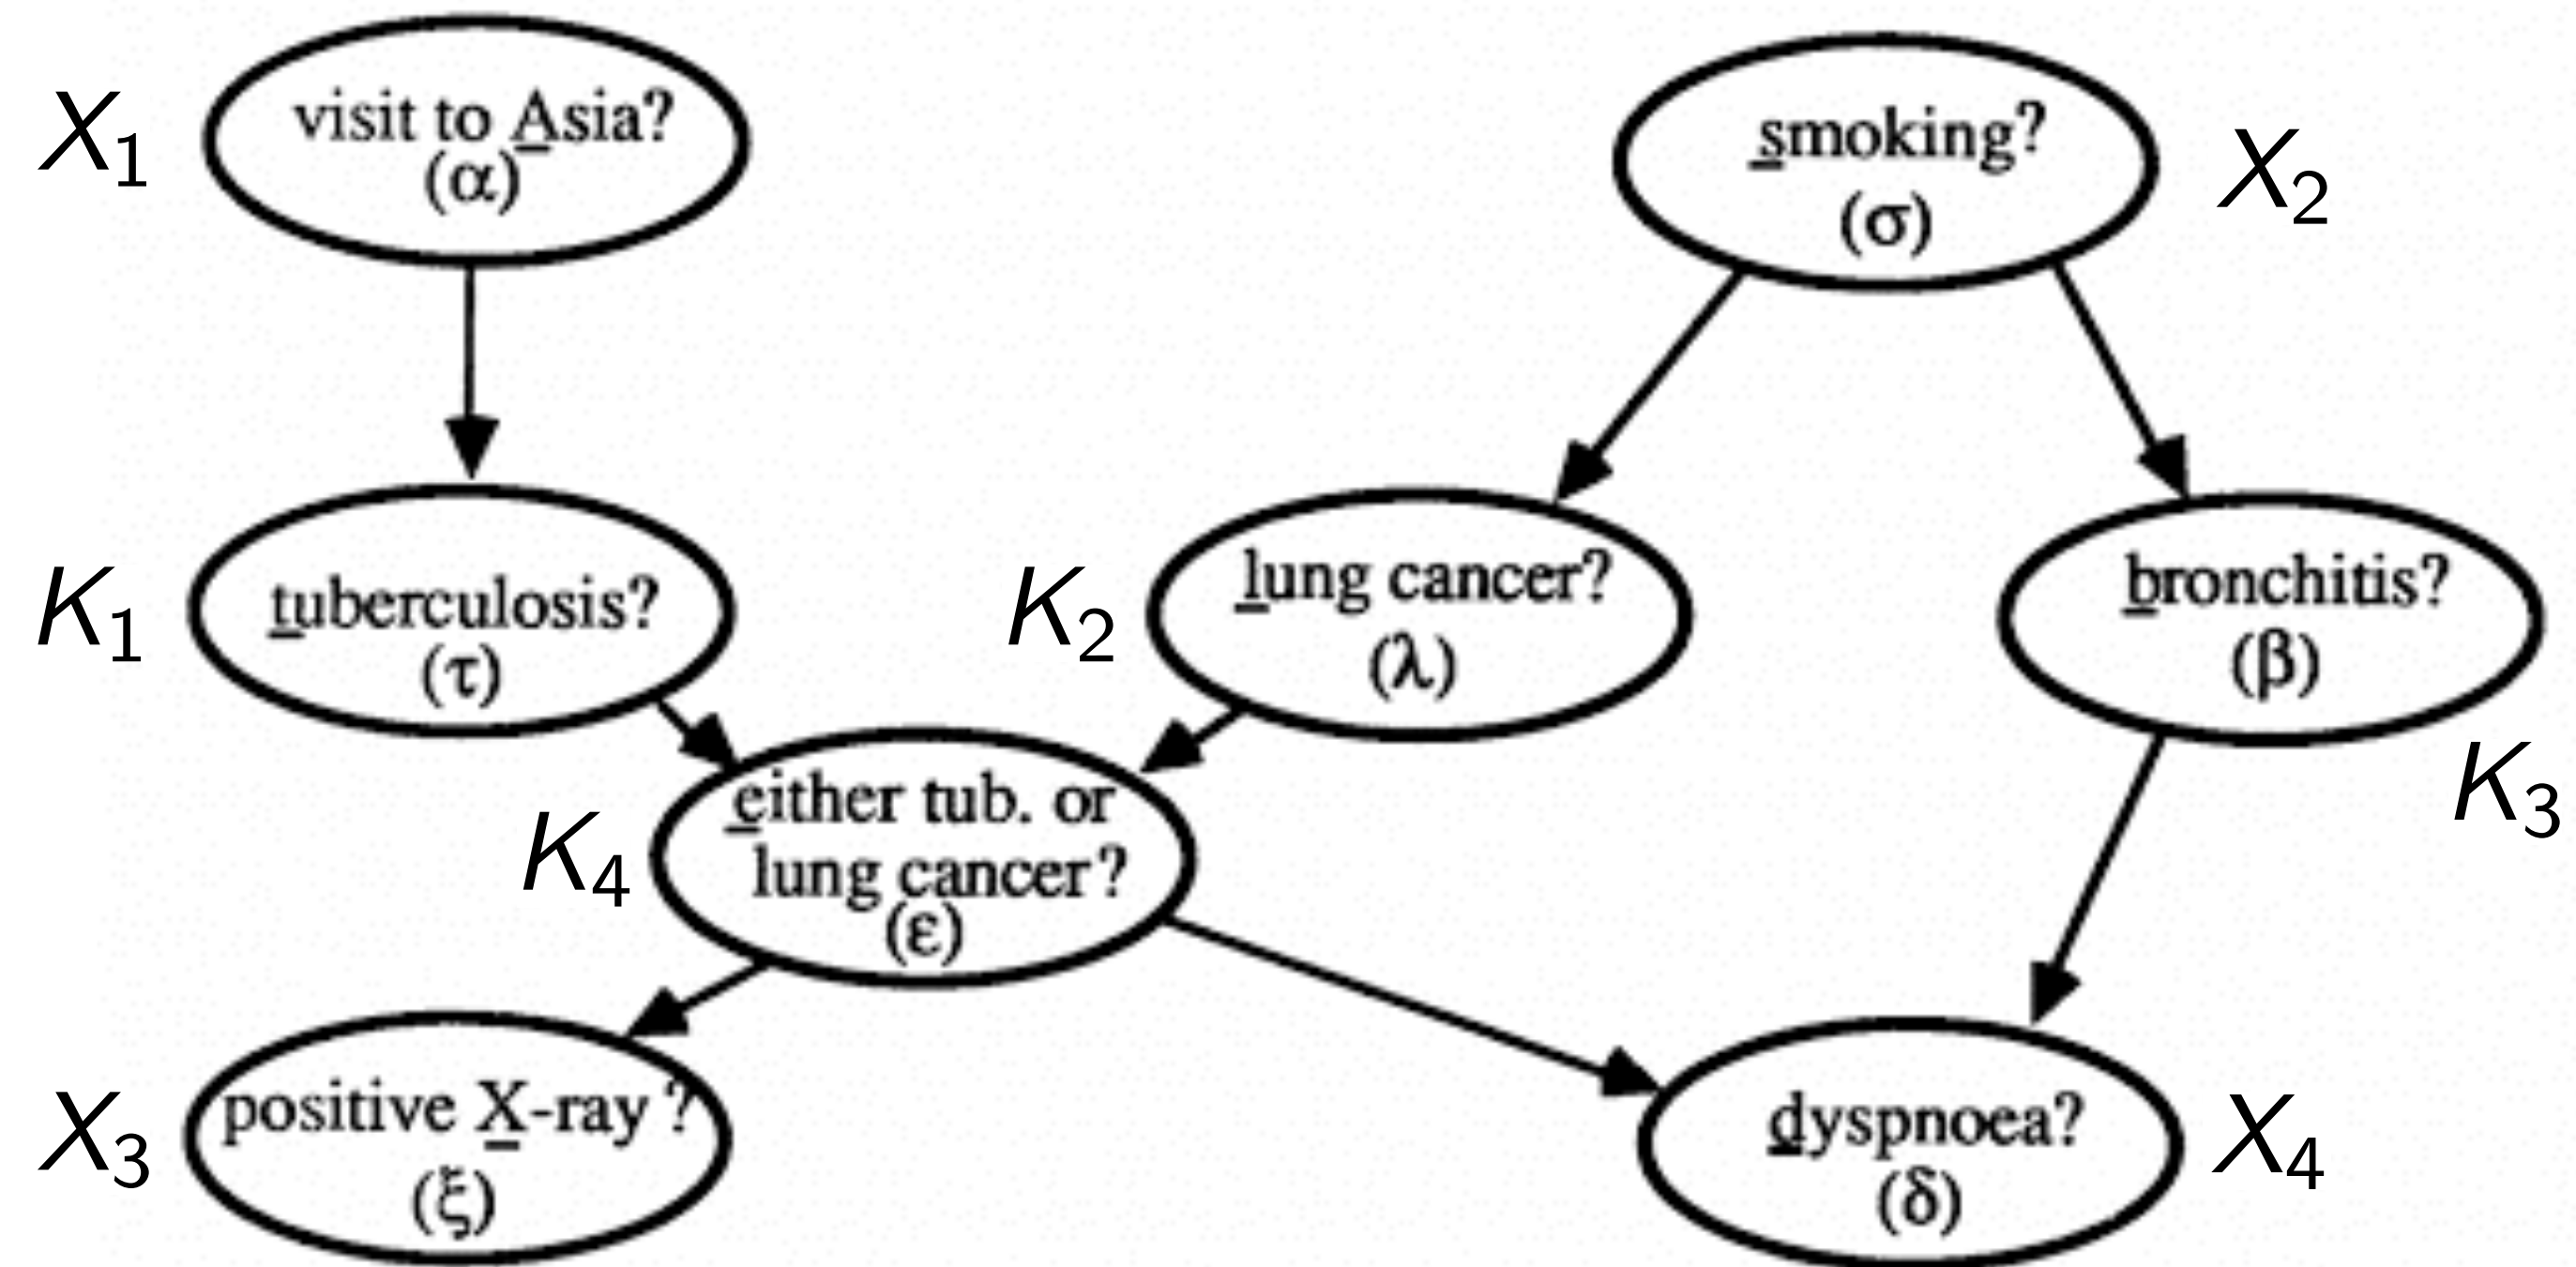 X1
visit to Asia?
(α)
smoking?
(σ)
X2
K1
tuberculosis?
(τ)
K2
lung cancer?
(λ)
bronchitis?
(β)
K3
K4
either tub. or
lung cancer?
(ε)
X3
positive X-ray ?
(ξ)
dyspnoea?
(δ)
X4